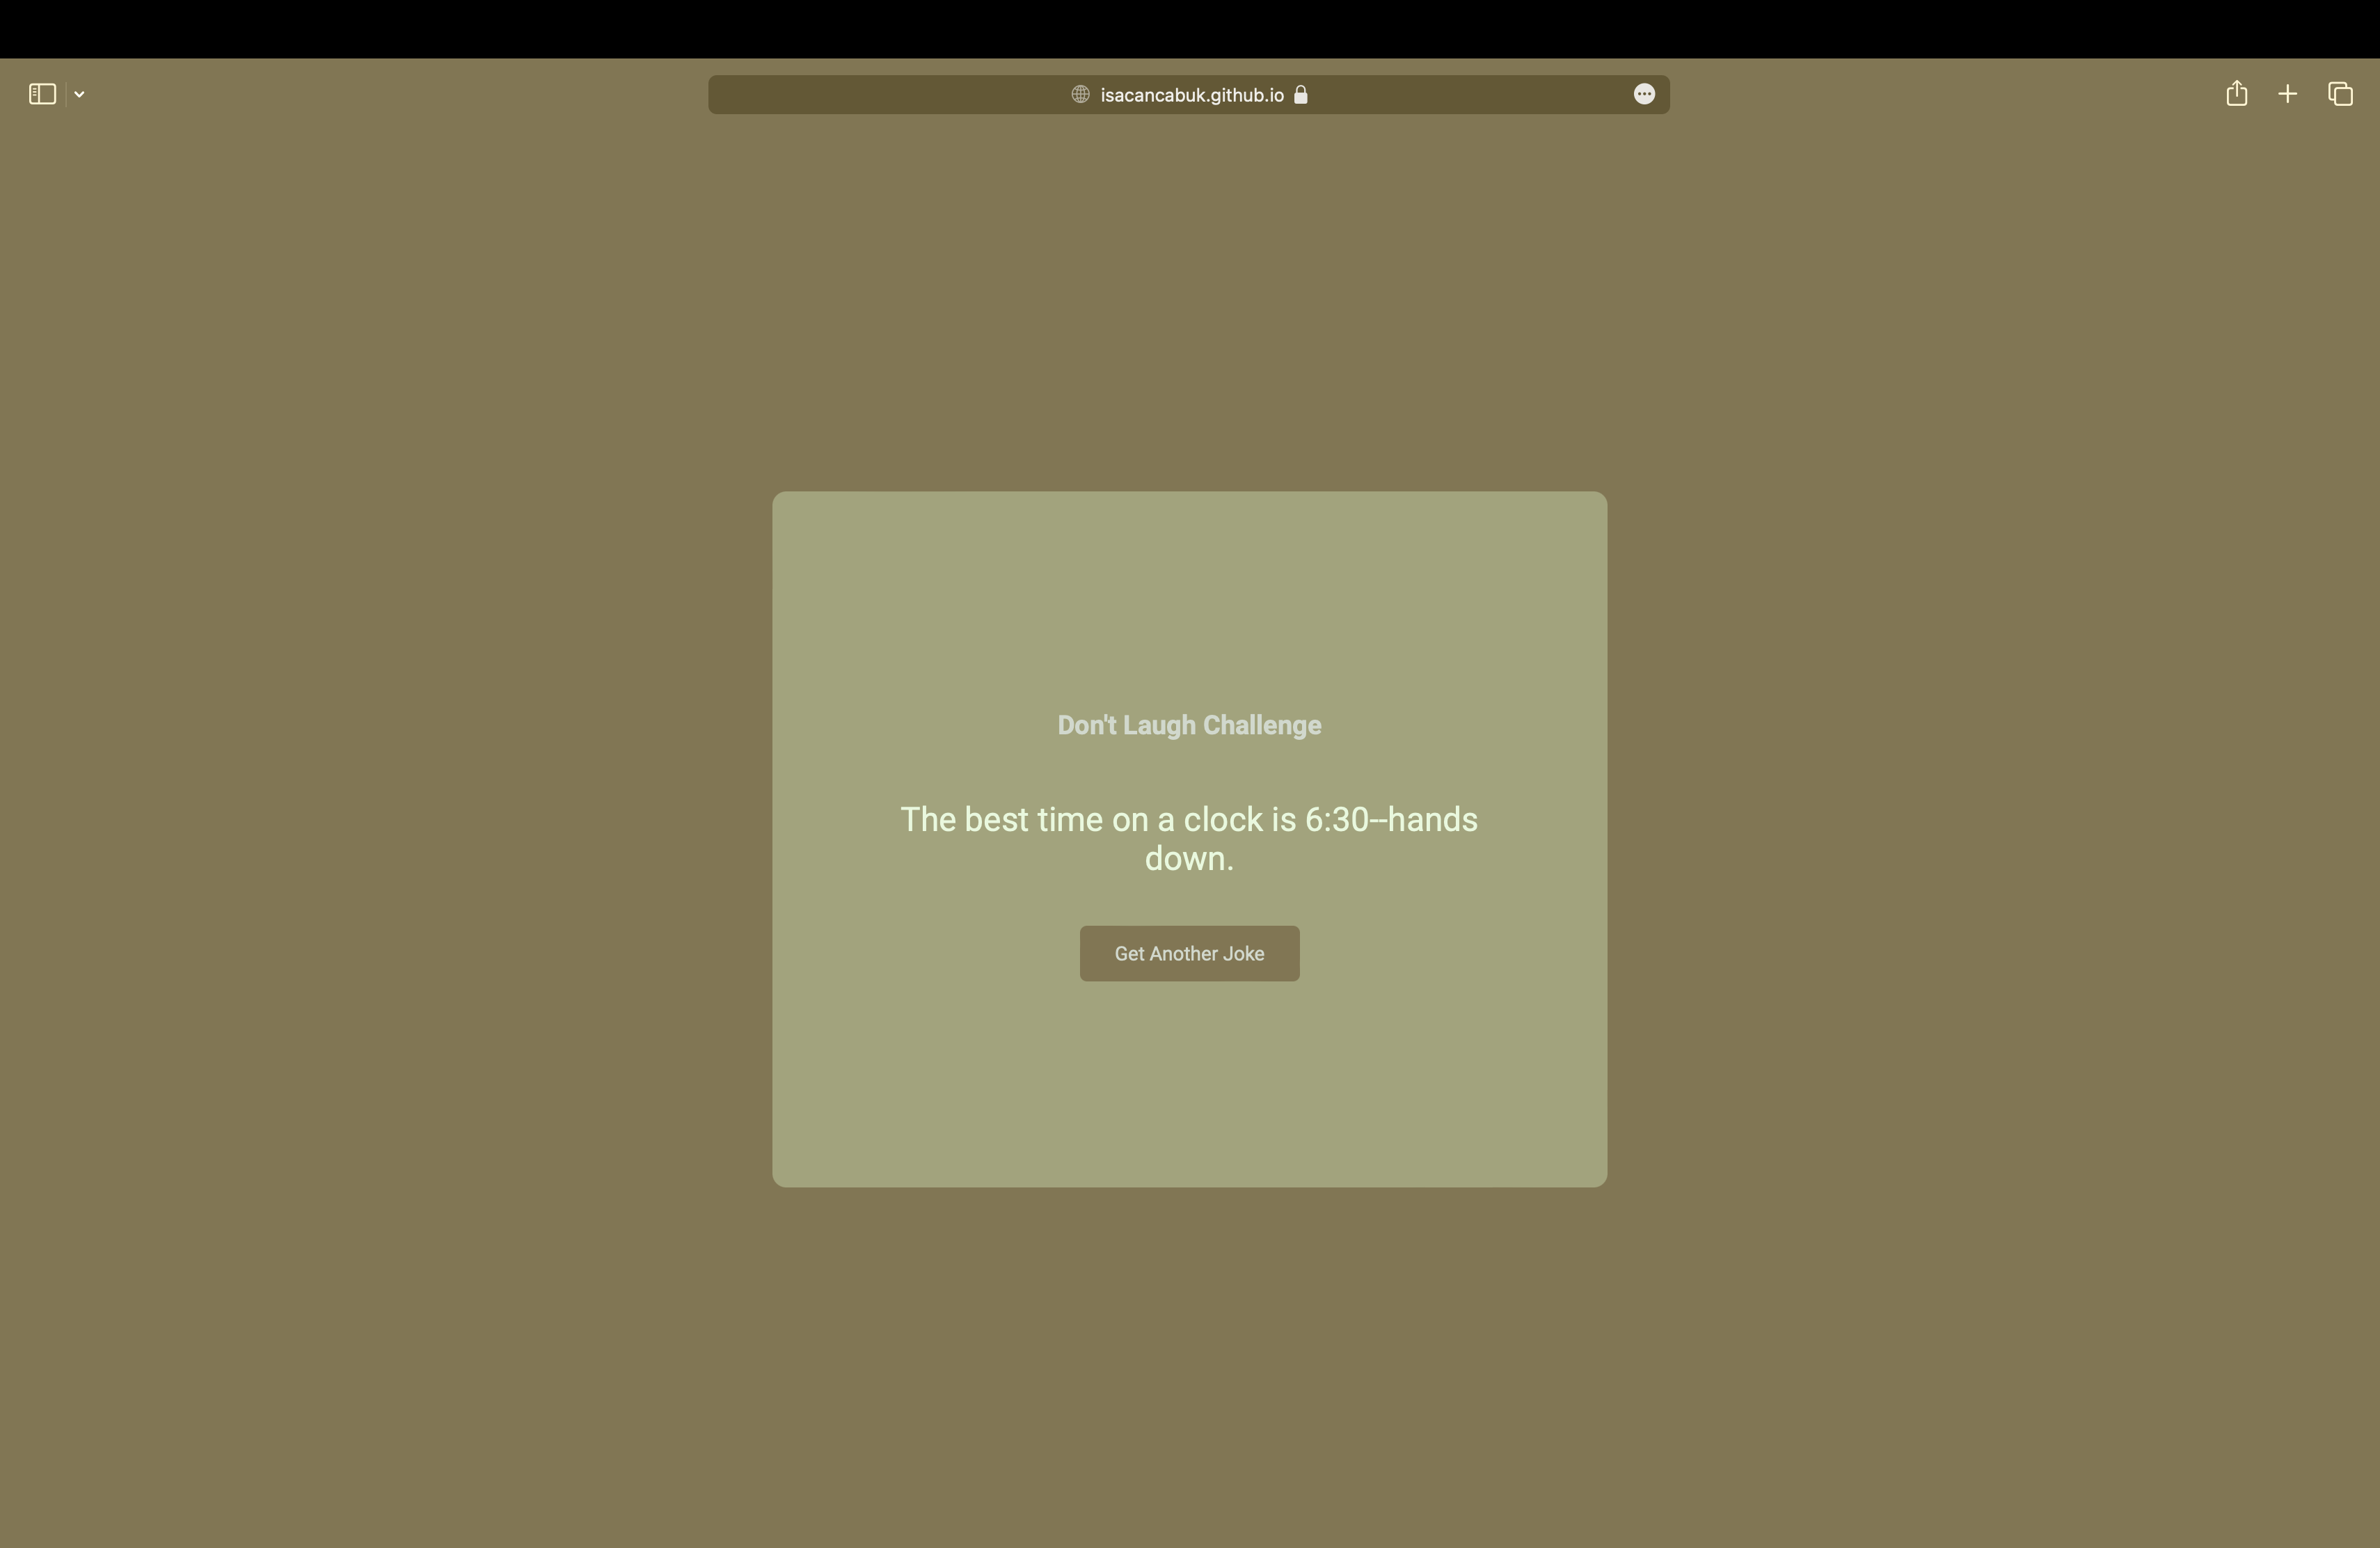 isacancabuk.github.io
Don't Laugh Challenge
The best time on a clock is 6:30--hands
down.
Get Another Joke